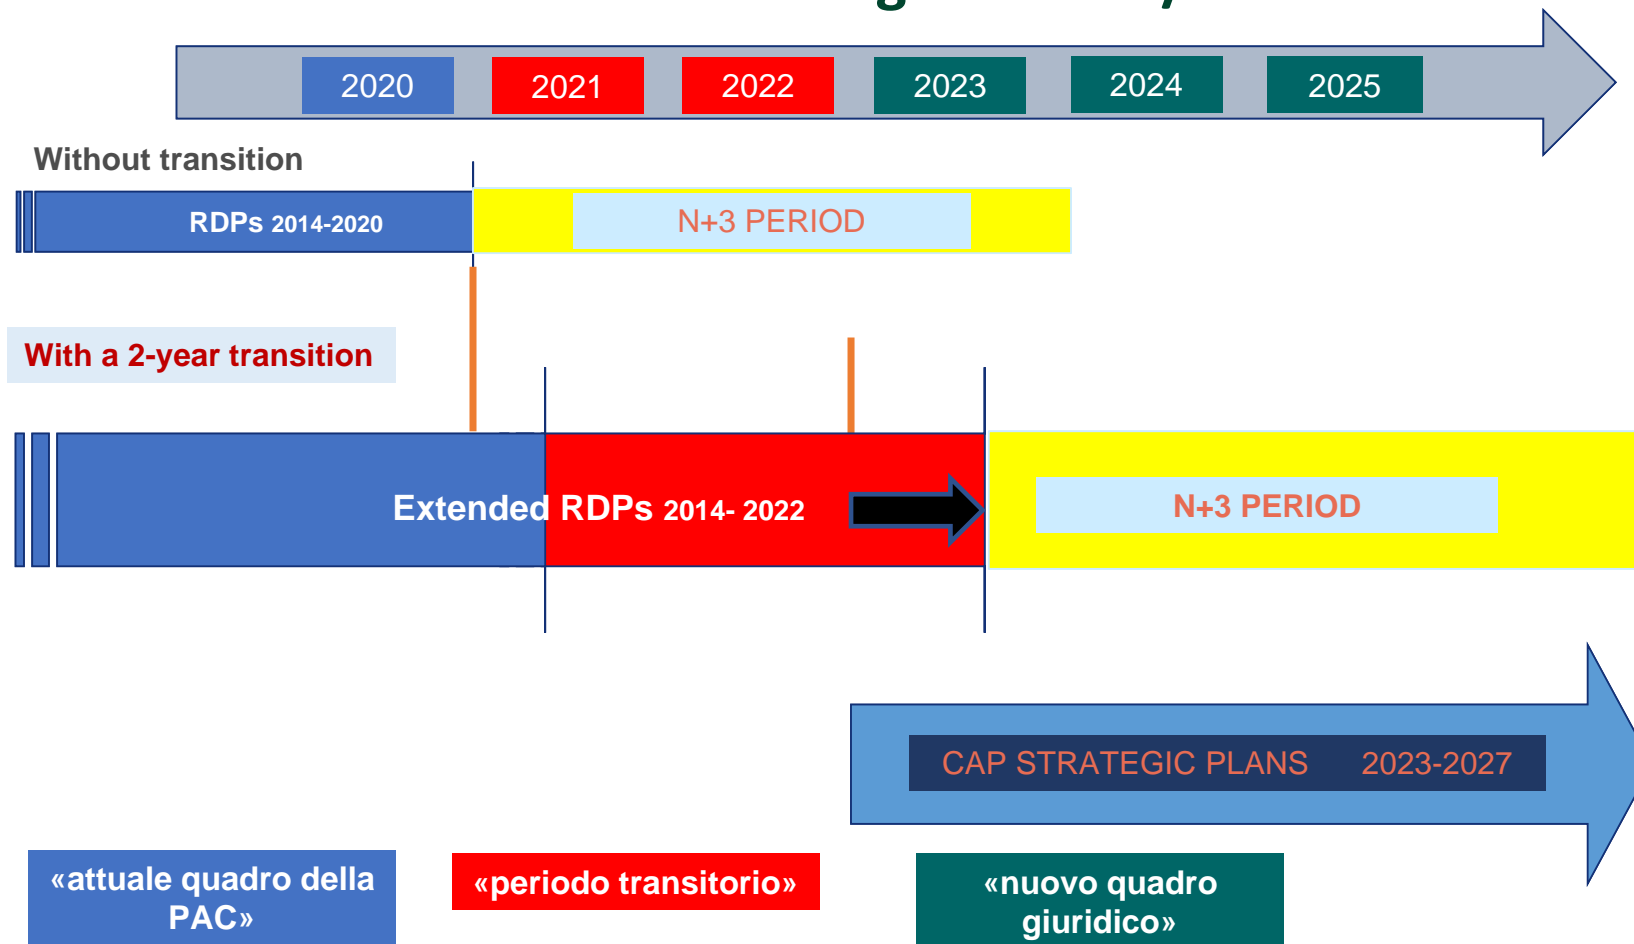 2020 2021 2022 2023 2024 2025
Without transition
RDPs 2014-2020 N+3 PERIOD
With a 2-year transition
Extended RDPs 2014- 2022 N+3 PERIOD
CAP STRATEGIC PLANS 2023-2027
«attuale quadro della
PAC»
«periodo transitorio»
«nuovo quadro
giuridico»